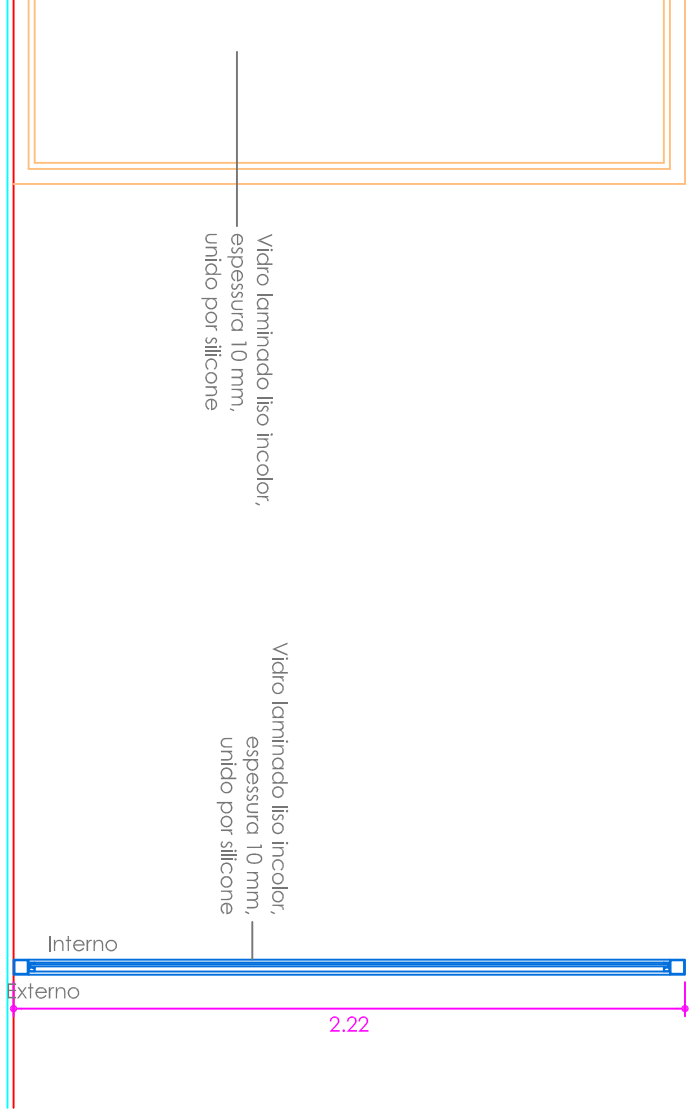 Vidro laminado liso incolor,
espessura 10 mm,
unido por silicone
Vidro laminado liso incolor,
espessura 10 mm,
unido por silicone
Interno
Externo
2.22